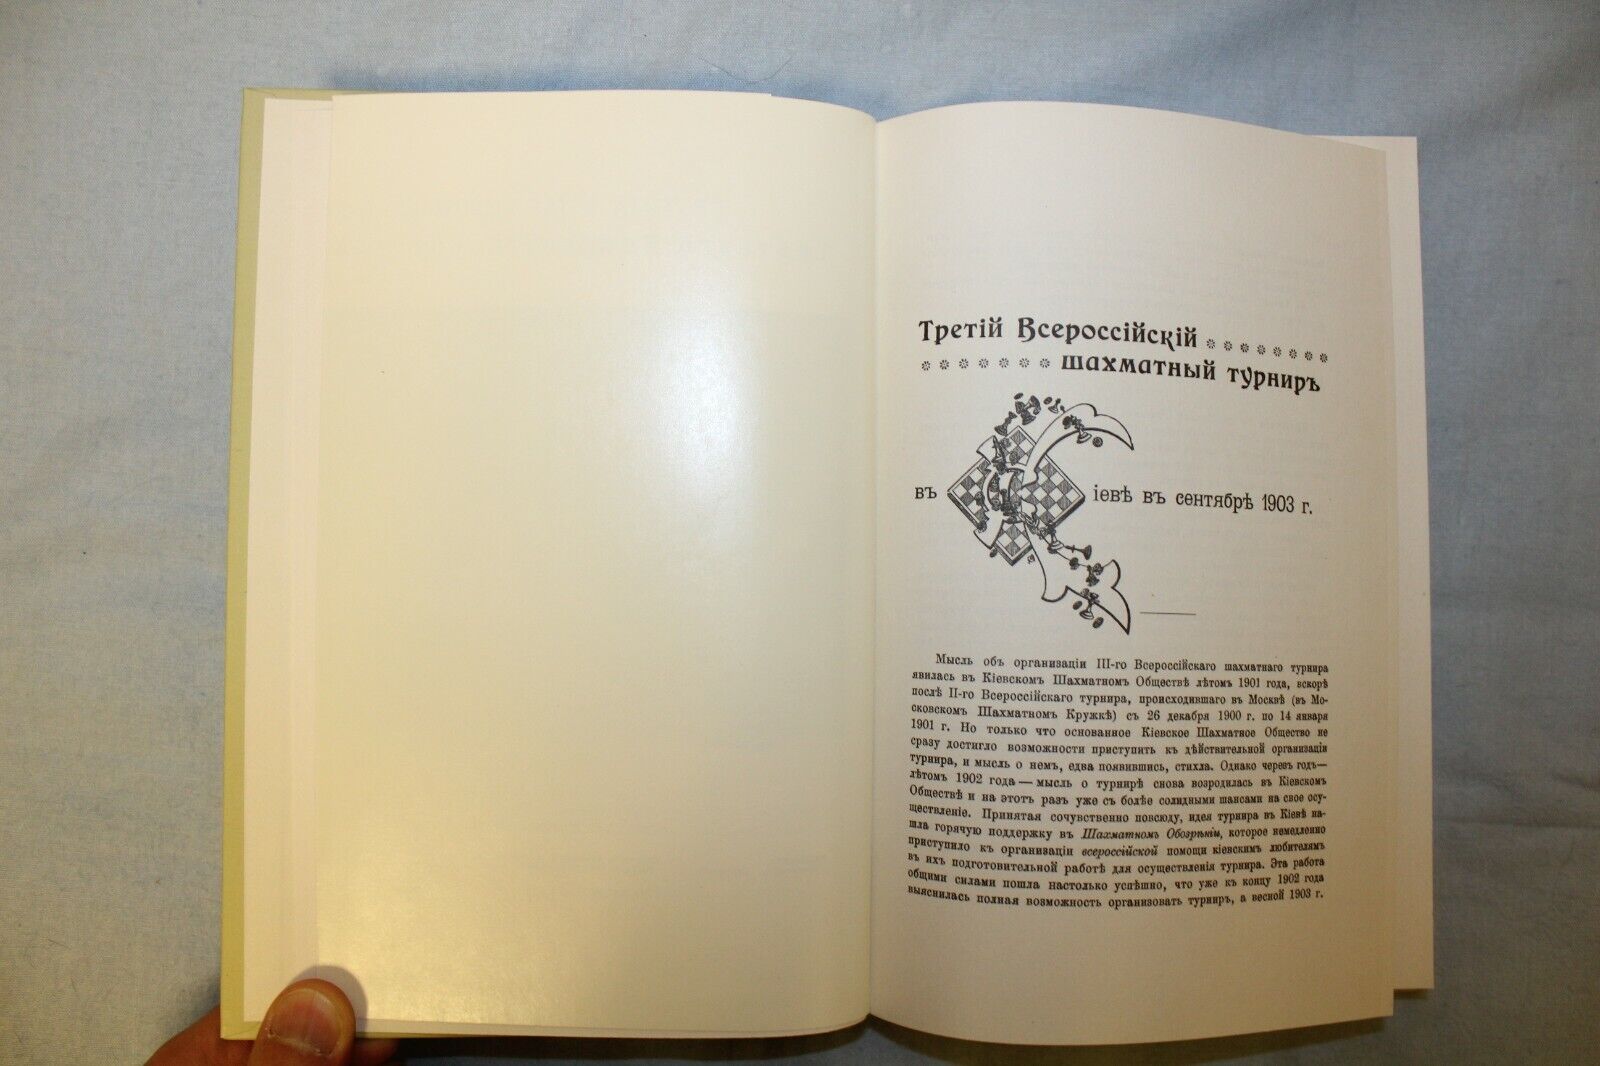 Третій Всероссійскій
шахматный турниръ
въ Кіевѣ въ сентябрѣ 1903 г.
Мысль объ организаціи III-го Всероссійскаго шахматнаго турнира
явилась въ Кіевскомъ Шахматномъ Обществѣ лѣтомъ 1901 года, вскорѣ
послѣ II-го Всероссійскаго турнира, происходившаго въ Москвѣ (въ Мо-
сковскомъ Шахматномъ Кружкѣ) съ 26 декабря 1900 г. по 14 января
1901 г. Но только что основанное Кіевское Шахматное Общество не
сразу достигло возможности приступить къ дѣйствительной организаціи
турнира, и мысль о немъ, едва появившись, стихла. Однако черезъ годъ—
лѣтомъ 1902 года — мысль о турнирѣ снова возродилась въ Кіевскомъ
Обществѣ и на этотъ разъ уже съ болѣе солидными шансами на свое осу-
ществленіе. Принятая сочувственно повсюду, идея турнира въ Кіевѣ на-
шла горячую поддержку въ Шахматномъ Обозрѣніи, которое немедленно
приступило къ организаціи всероссійской помощи кіевскимъ любителямъ
въ ихъ подготовительной работѣ для осуществленія турнира. Эта работа
общими силами пошла настолько успѣшно, что уже къ концу 1902 года
выяснилась полная возможность организовать турниръ, а весной 1903 г.